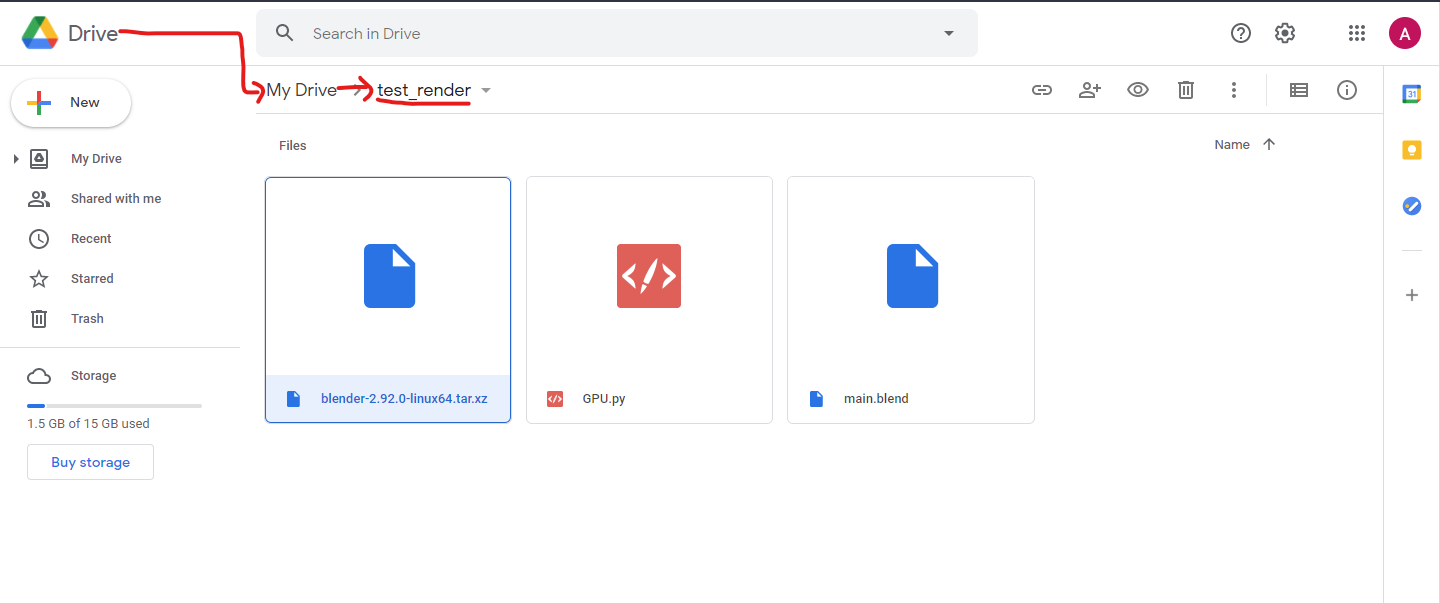 Drive
Search in Drive
A
New
My Drive
test_render
31
My Drive
Shared with me
Recent
Starred
Trash
Storage
1.5 GB of 15 GB used
Buy storage
Files
Name
blender-2.92.0-linux64.tar.xz
GPU.py
main.blend